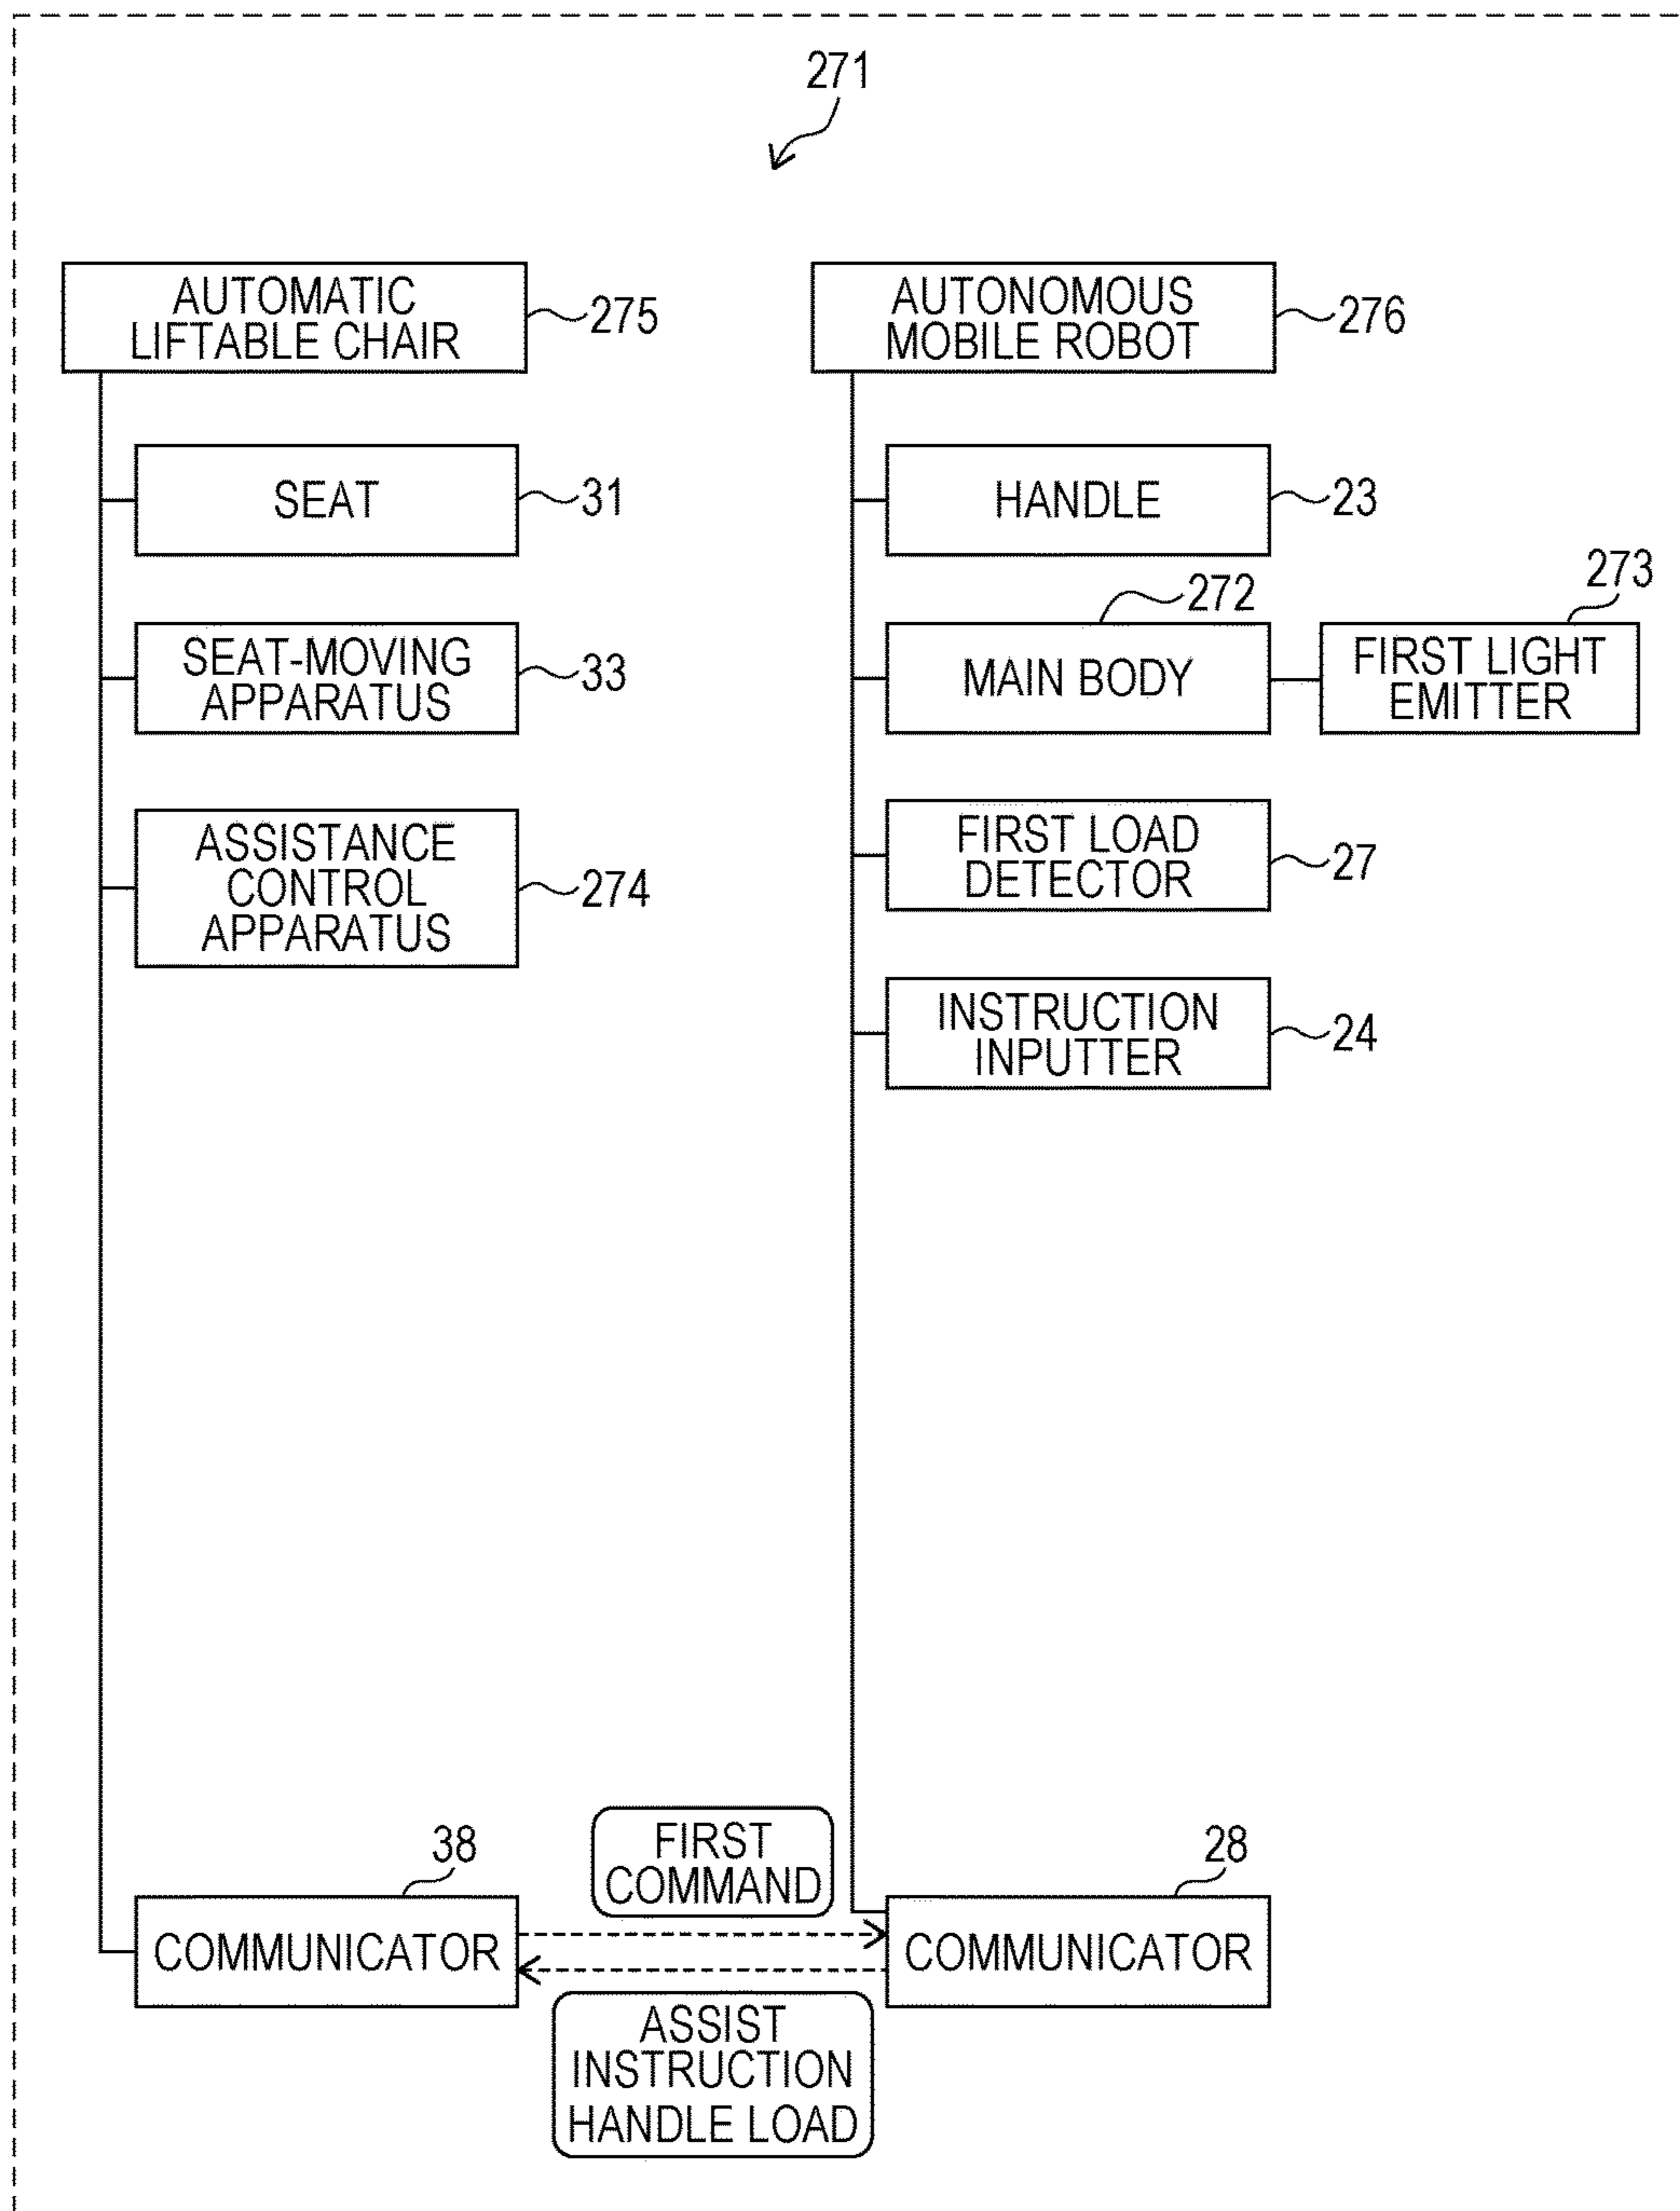 271
AUTOMATIC
LIFTABLE CHAIR
275
AUTONOMOUS
MOBILE ROBOT
276
SEAT
31
HANDLE
23
SEAT-MOVING
APPARATUS
33
272
MAIN BODY
273
FIRST LIGHT
EMITTER
ASSISTANCE
CONTROL
APPARATUS
274
FIRST LOAD
DETECTOR
27
INSTRUCTION
INPUTTER
24
38
COMMUNICATOR
FIRST
COMMAND
28
COMMUNICATOR
ASSIST
INSTRUCTION
HANDLE LOAD